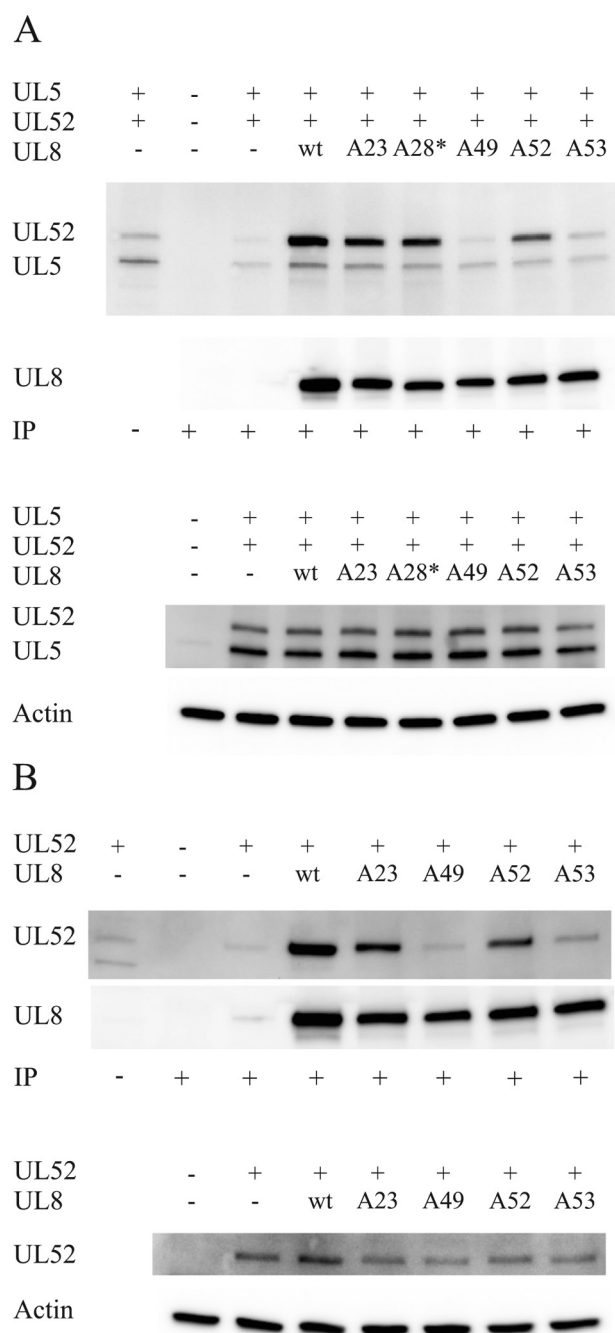 A
UL5 + - + + + + + + +
UL52 + - + + + + + + +
UL8 - - - wt A23 A28* A49 A52 A53
UL52
UL5
UL8
IP - + + + + + + + +
UL5 - + + + + + + +
UL52 - + + + + + + +
UL8 - - wt A23 A28* A49 A52 A53
UL52
UL5
Actin
B
UL52 + - + + + + + +
UL8 - - - wt A23 A49 A52 A53
UL52
UL8
IP - + + + + + + +
UL52 - + + + + + +
UL8 - - wt A23 A49 A52 A53
UL52
Actin